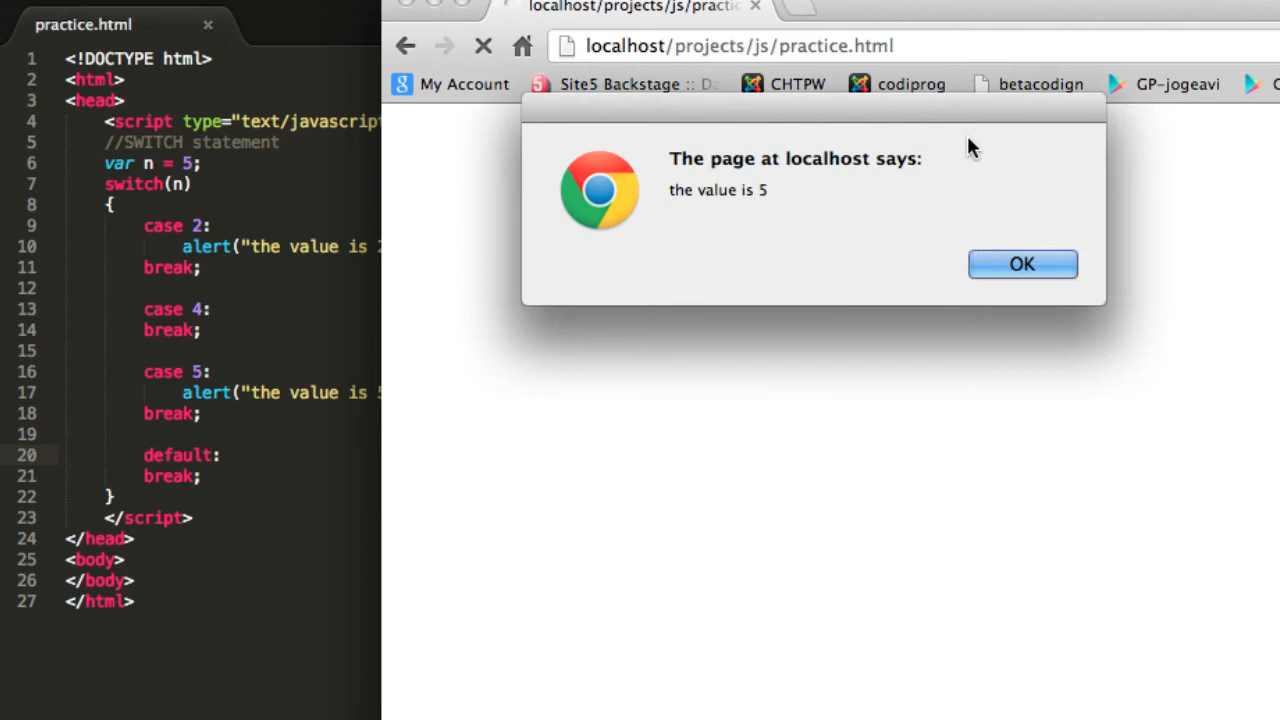 practice.html
1 <!DOCTYPE html>
2 <html>
3 <head>
4 <script type="text/javascript
5 //SWITCH statement
6 var n = 5;
7 switch(n)
8 {
9 case 2:
10 alert("the value is 2
11 break;
12
13 case 4:
14 break;
15
16 case 5:
17 alert("the value is 5
18 break;
19
20 default:
21 break;
22 }
23 </script>
24 </head>
25 <body>
26 </body>
27 </html>
localhost/projects/js/practic
localhost/projects/js/practice.html
My Account Site5 Backstage :: Da CHTPW codiprog betacodign GP-jogeavi
The page at localhost says:
the value is 5
OK